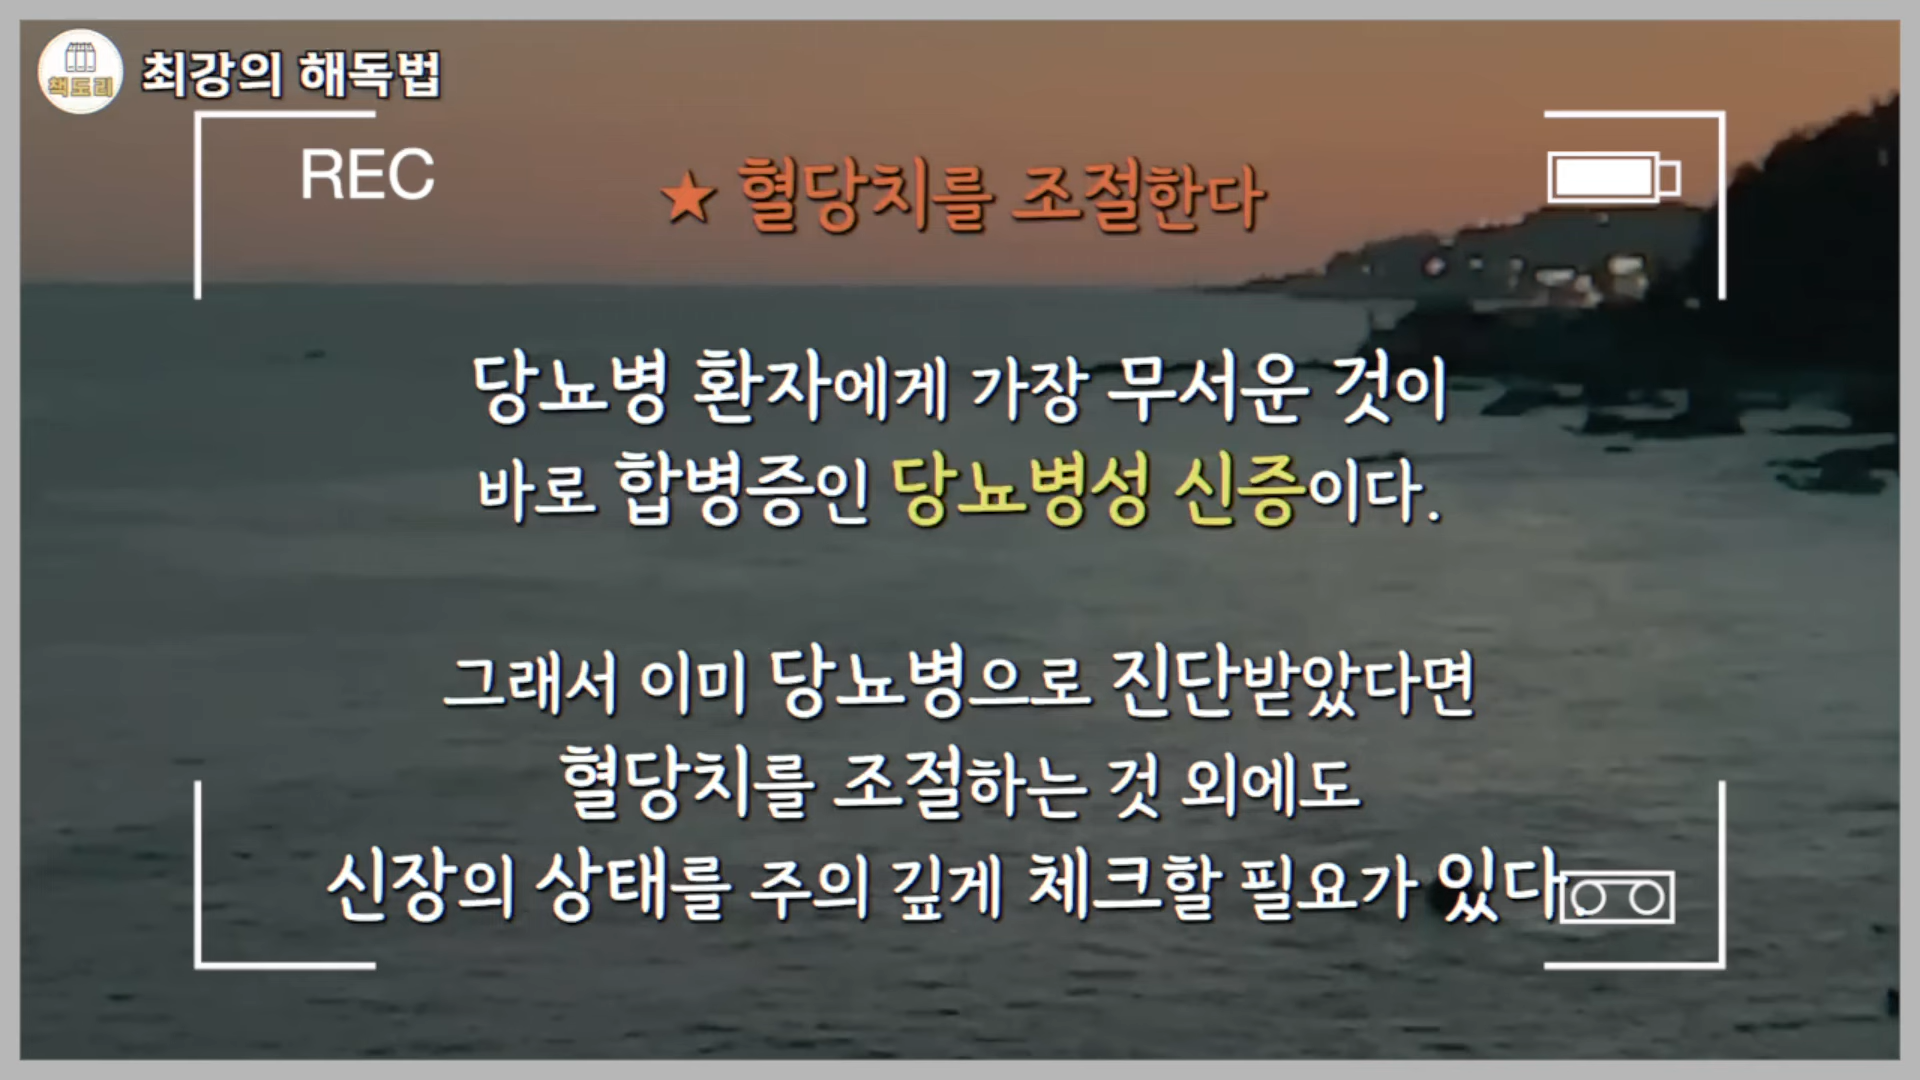 책도리
최강의 해독법
REC
★ 혈당치를 조절한다
당뇨병 환자에게 가장 무서운 것이
바로 합병증인 당뇨병성 신증이다.
그래서 이미 당뇨병으로 진단받았다면
혈당치를 조절하는 것 외에도
신장의 상태를 주의 깊게 체크할 필요가 있다.